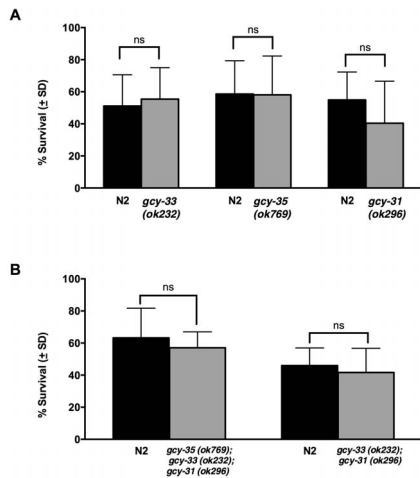 A
ns
ns
ns
100
80
60
40
20
0
% Survival (± SD)
N2 gcy-33 N2 gcy-35 N2 gcy-31
(ok232) (ok769) (ok296)
B
ns
ns
100
80
60
40
20
0
% Survival (± SD)
N2 gcy-35 (ok769); N2 gcy-33 (ok232);
gcy-33 (ok232); gcy-31 (ok296)
gcy-31 (ok296)